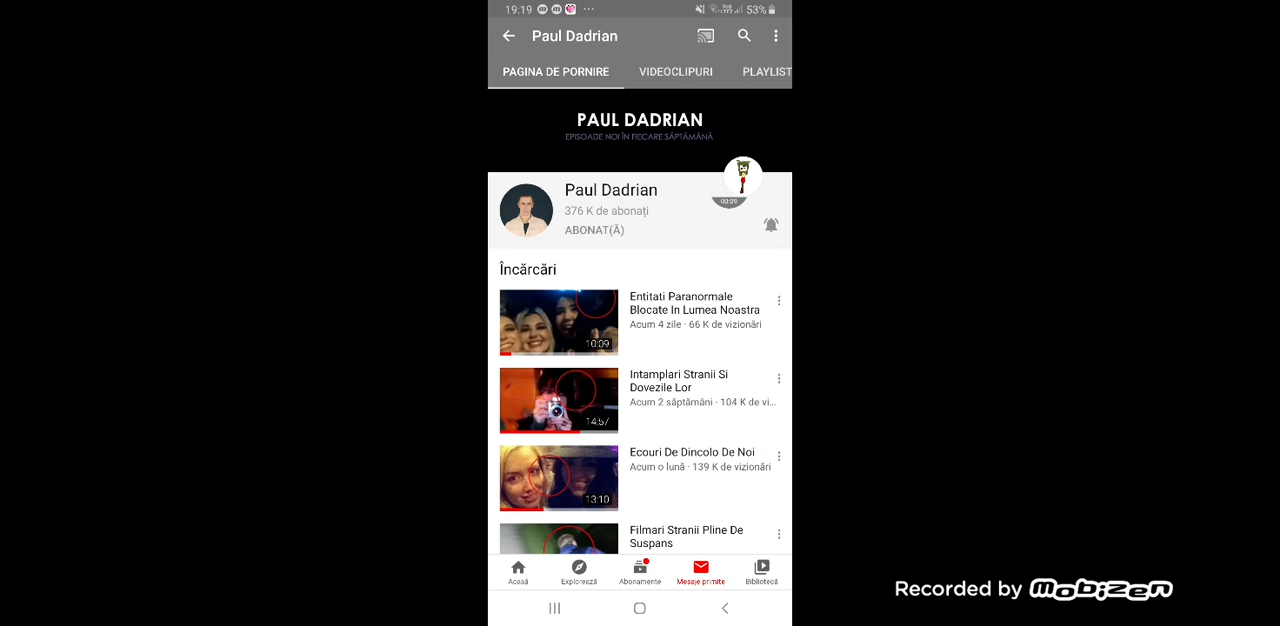 19:19 53%
Paul Dadrian
PAGINA DE PORNIRE VIDEOCLIPURI PLAYLIST
PAUL DADRIAN
EPISOADE NOI ÎN FIECARE SĂPTĂMÂNĂ
Paul Dadrian
00:09
376 K de abonați
ABONAT(Ă)
Încărcări
Entitati Paranormale
Blocate In Lumea Noastra
Acum 4 zile · 66 K de vizionări
10:09
Intamplari Stranii Si
Dovezile Lor
Acum 2 săptămâni · 104 K de vi...
14:57
Ecouri De Dincolo De Noi
Acum o lună · 139 K de vizionări
13:10
Filmari Stranii Pline De
Suspans
Acasă Explorează Abonamente Mesaje primite Bibliotecă
Recorded by mobizen